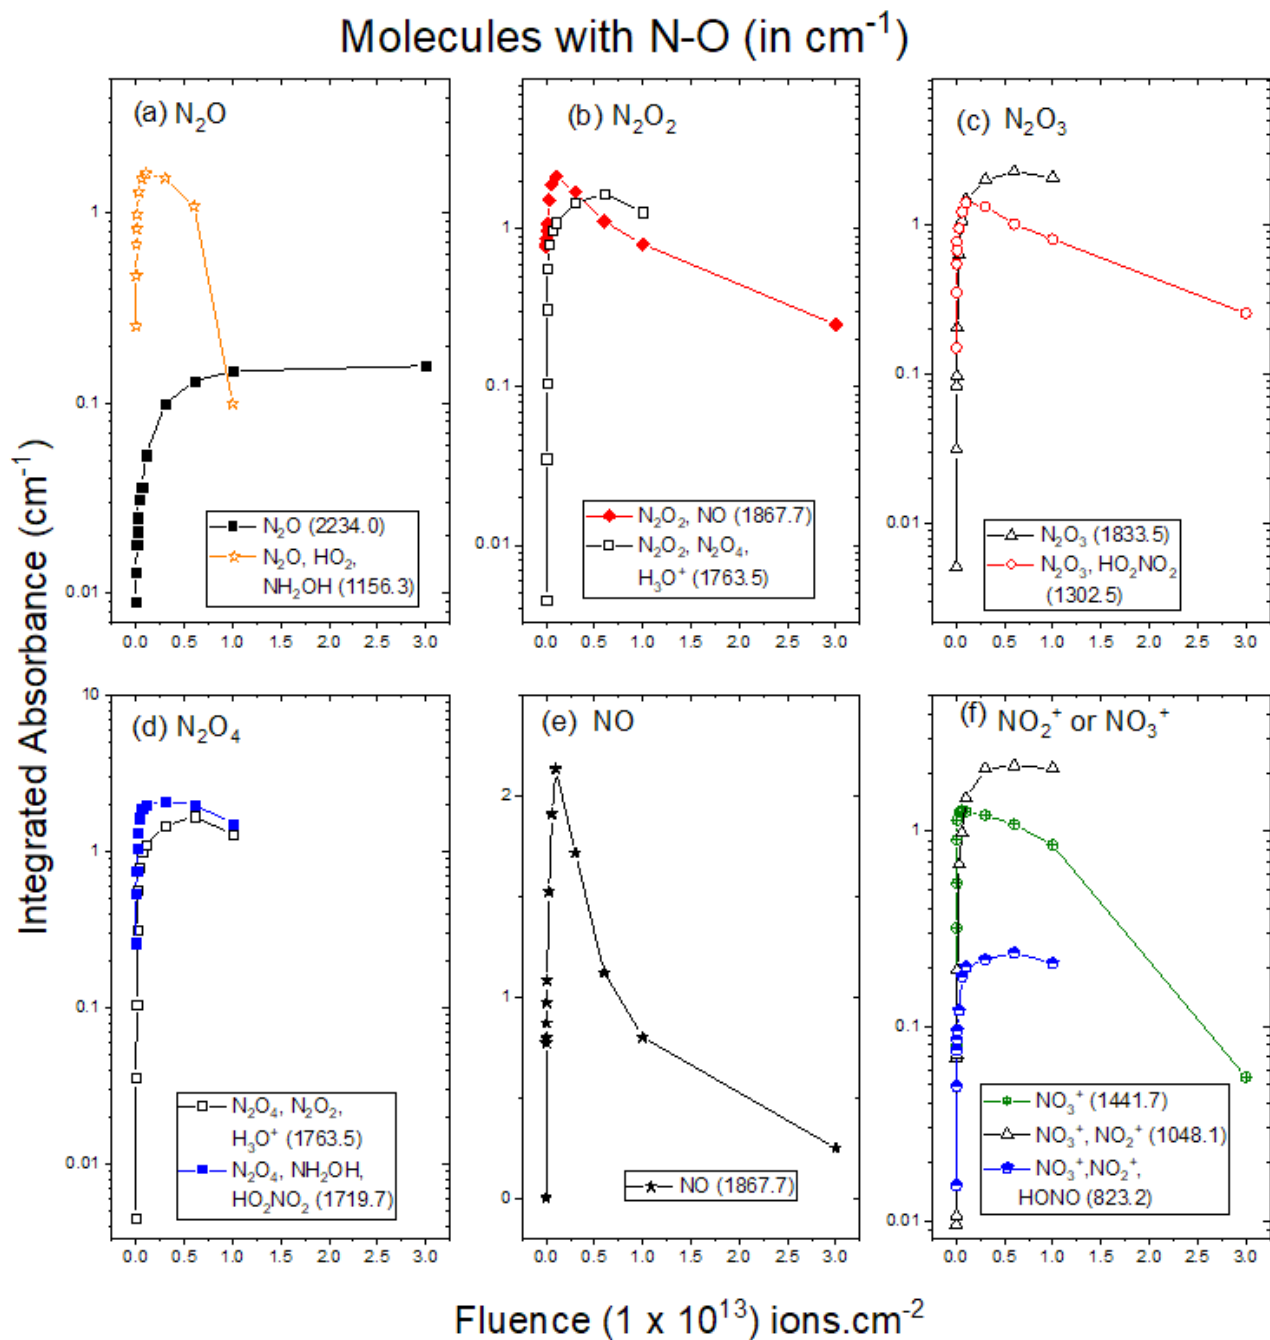 Molecules with N-O (in cm⁻¹)
Integrated Absorbance (cm⁻¹)
(a) N₂O
1
0.1
0.01
N₂O (2234.0)
N₂O, HO₂,
NH₂OH (1156.3)
0.0 0.5 1.0 1.5 2.0 2.5 3.0
(b) N₂O₂
1
0.1
0.01
N₂O₂, NO (1867.7)
N₂O₂, N₂O₄,
H₃O⁺ (1763.5)
0.0 0.5 1.0 1.5 2.0 2.5 3.0
(c) N₂O₃
1
0.1
0.01
N₂O₃ (1833.5)
N₂O₃, HO₂NO₂
(1302.5)
0.0 0.5 1.0 1.5 2.0 2.5 3.0
(d) N₂O₄
10
1
0.1
0.01
N₂O₄, N₂O₂,
H₃O⁺ (1763.5)
N₂O₄, NH₂OH,
HO₂NO₂ (1719.7)
0.0 0.5 1.0 1.5 2.0 2.5 3.0
(e) NO
2
1
0
NO (1867.7)
0.0 0.5 1.0 1.5 2.0 2.5 3.0
(f) NO₂⁺ or NO₃⁺
1
0.1
0.01
NO₃⁺ (1441.7)
NO₃⁺, NO₂⁺ (1048.1)
NO₃⁺,NO₂⁺,
HONO (823.2)
0.0 0.5 1.0 1.5 2.0 2.5 3.0
Fluence (1 x 10¹³) ions.cm⁻²